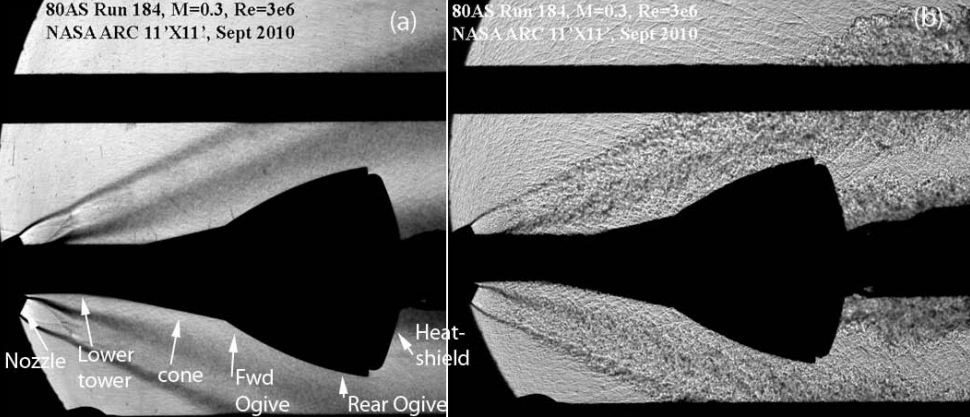 80AS Run 184, M=0.3, Re=3e6
NASA ARC 11'X11', Sept 2010
(a)
Nozzle
Lower
tower
cone
Fwd
Ogive
Rear Ogive
Heat-
shield
80AS Run 184, M=0.3, Re=3e6
NASA ARC 11'X11', Sept 2010
(b)